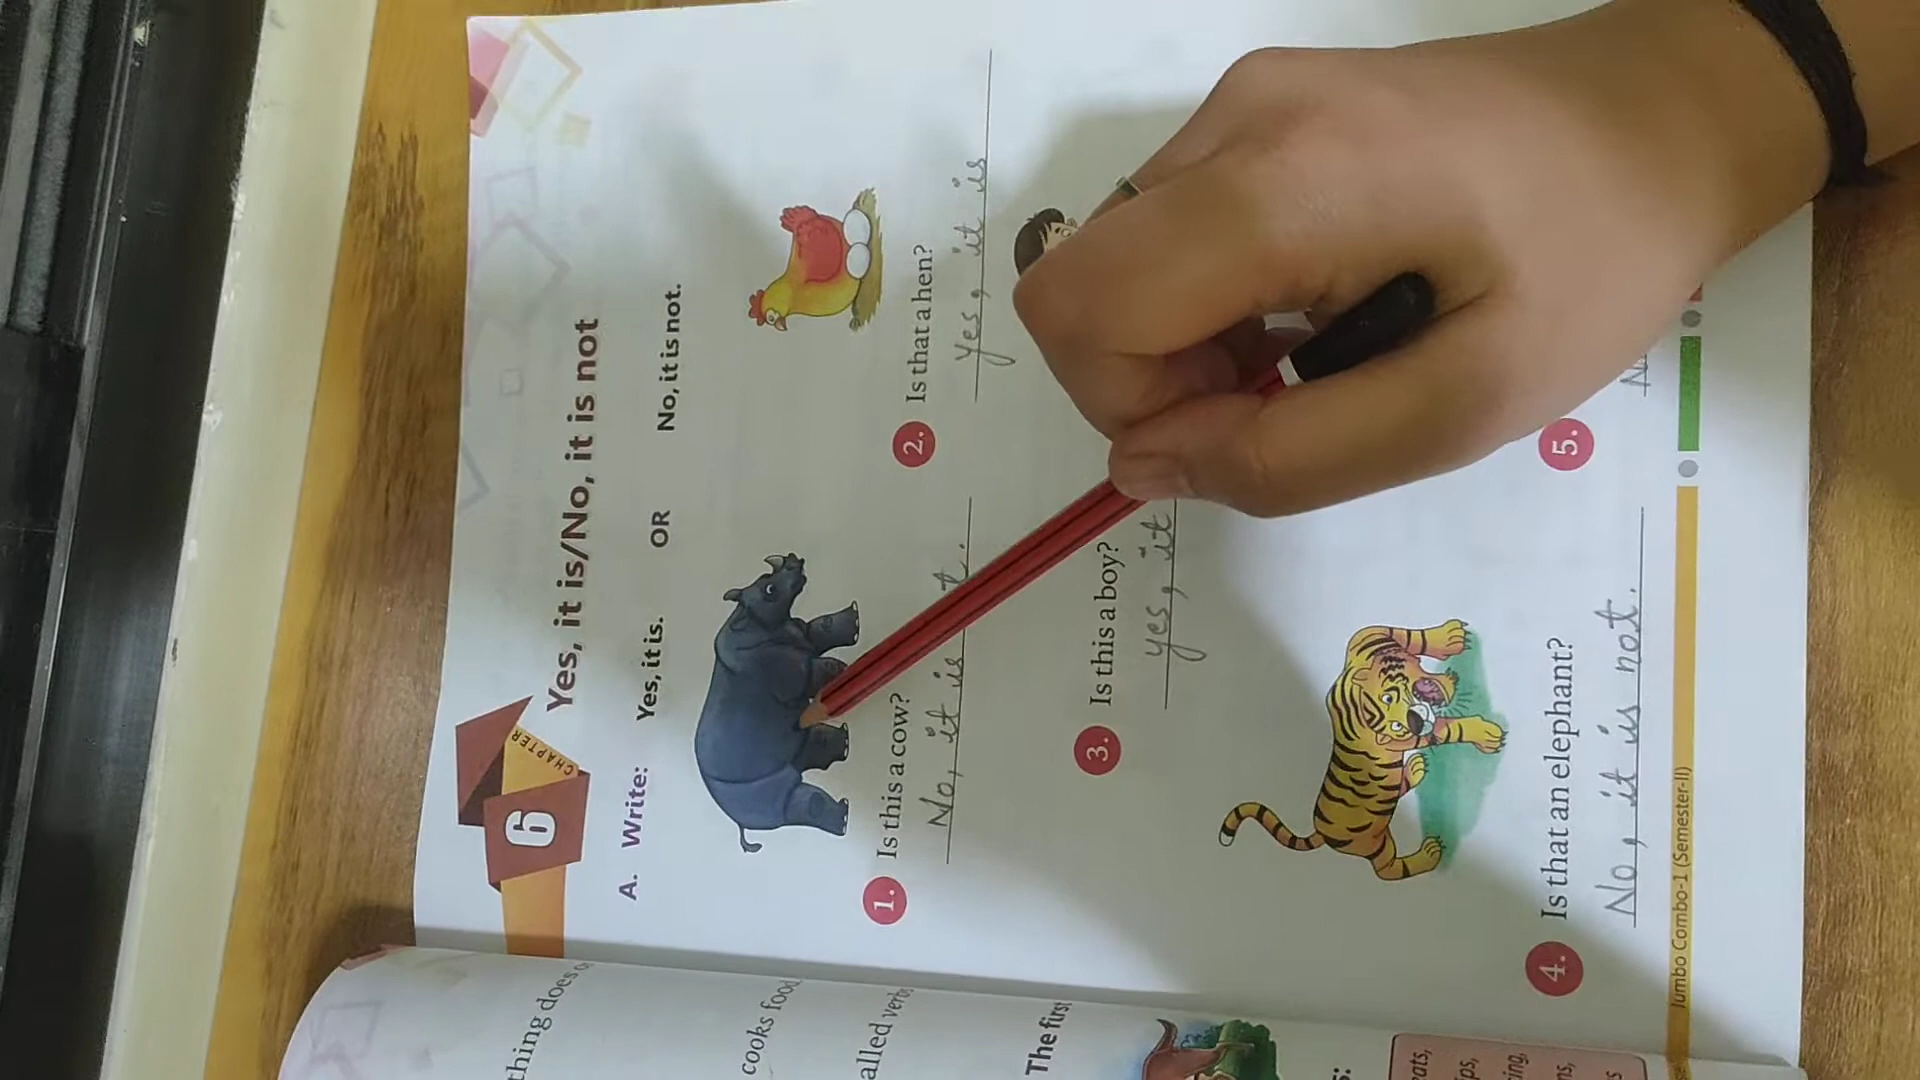 6
CHAPTER
Yes, it is/No, it is not
A. Write: Yes, it is. OR No, it is not.
1. Is this a cow?
No, it is t.
2. Is that a hen?
Yes, it is
3. Is this a boy?
yes, it
4. Is that an elephant?
No, it is not.
5.
Jumbo Combo-1 (Semester-II)
thing does
cooks food
alled verbs
The first